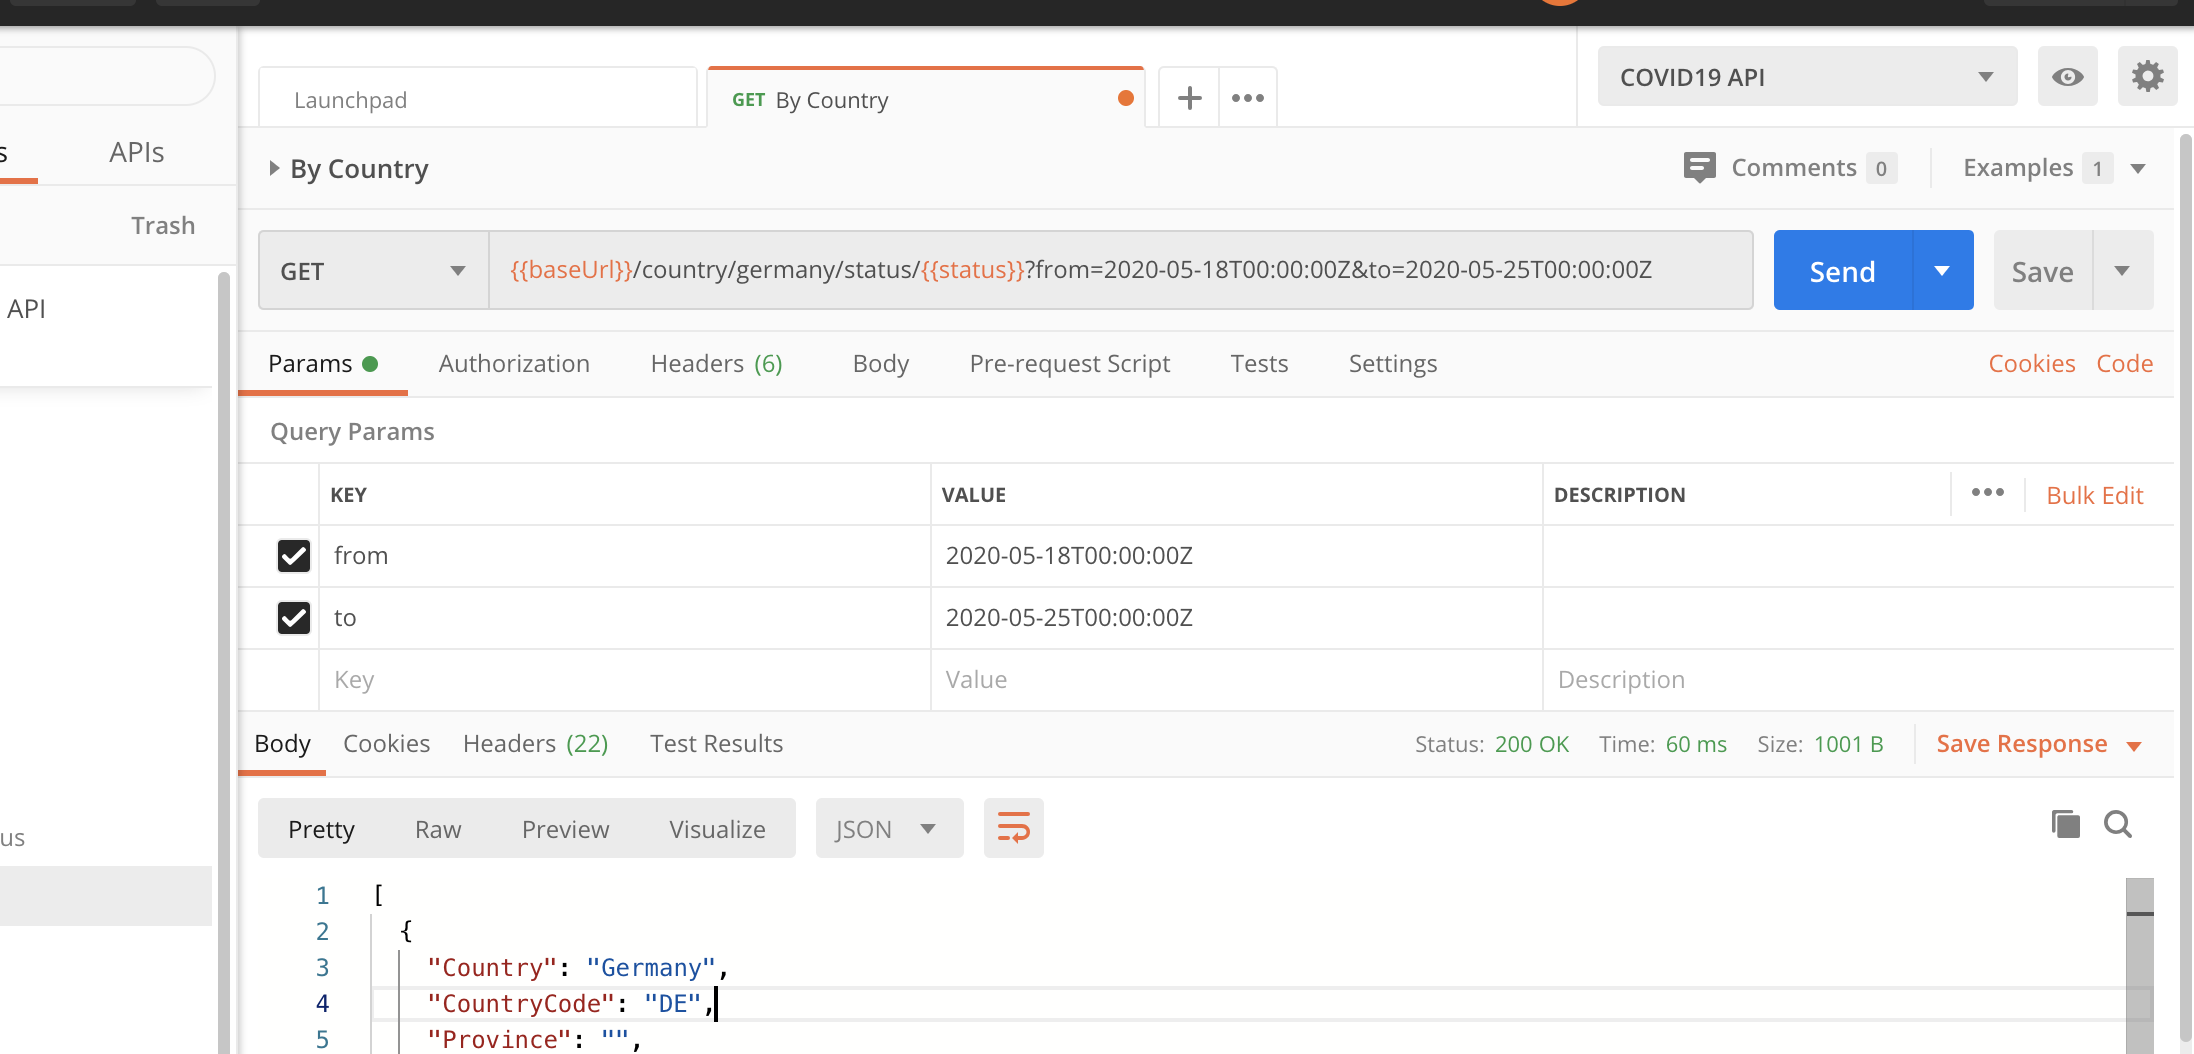 Launchpad
GET By Country
COVID19 API
s APIs
By Country
Comments 0
Examples 1
Trash
GET
{{baseUrl}}/country/germany/status/{{status}}?from=2020-05-18T00:00:00Z&to=2020-05-25T00:00:00Z
Send
Save
API
Params Authorization Headers (6) Body Pre-request Script Tests Settings Cookies Code
Query Params
KEY VALUE DESCRIPTION ••• Bulk Edit
from 2020-05-18T00:00:00Z
to 2020-05-25T00:00:00Z
Key Value Description
Body Cookies Headers (22) Test Results Status: 200 OK Time: 60 ms Size: 1001 B Save Response
us
Pretty Raw Preview Visualize JSON
1 [
2 {
3 "Country": "Germany",
4 "CountryCode": "DE",
5 "Province": "",